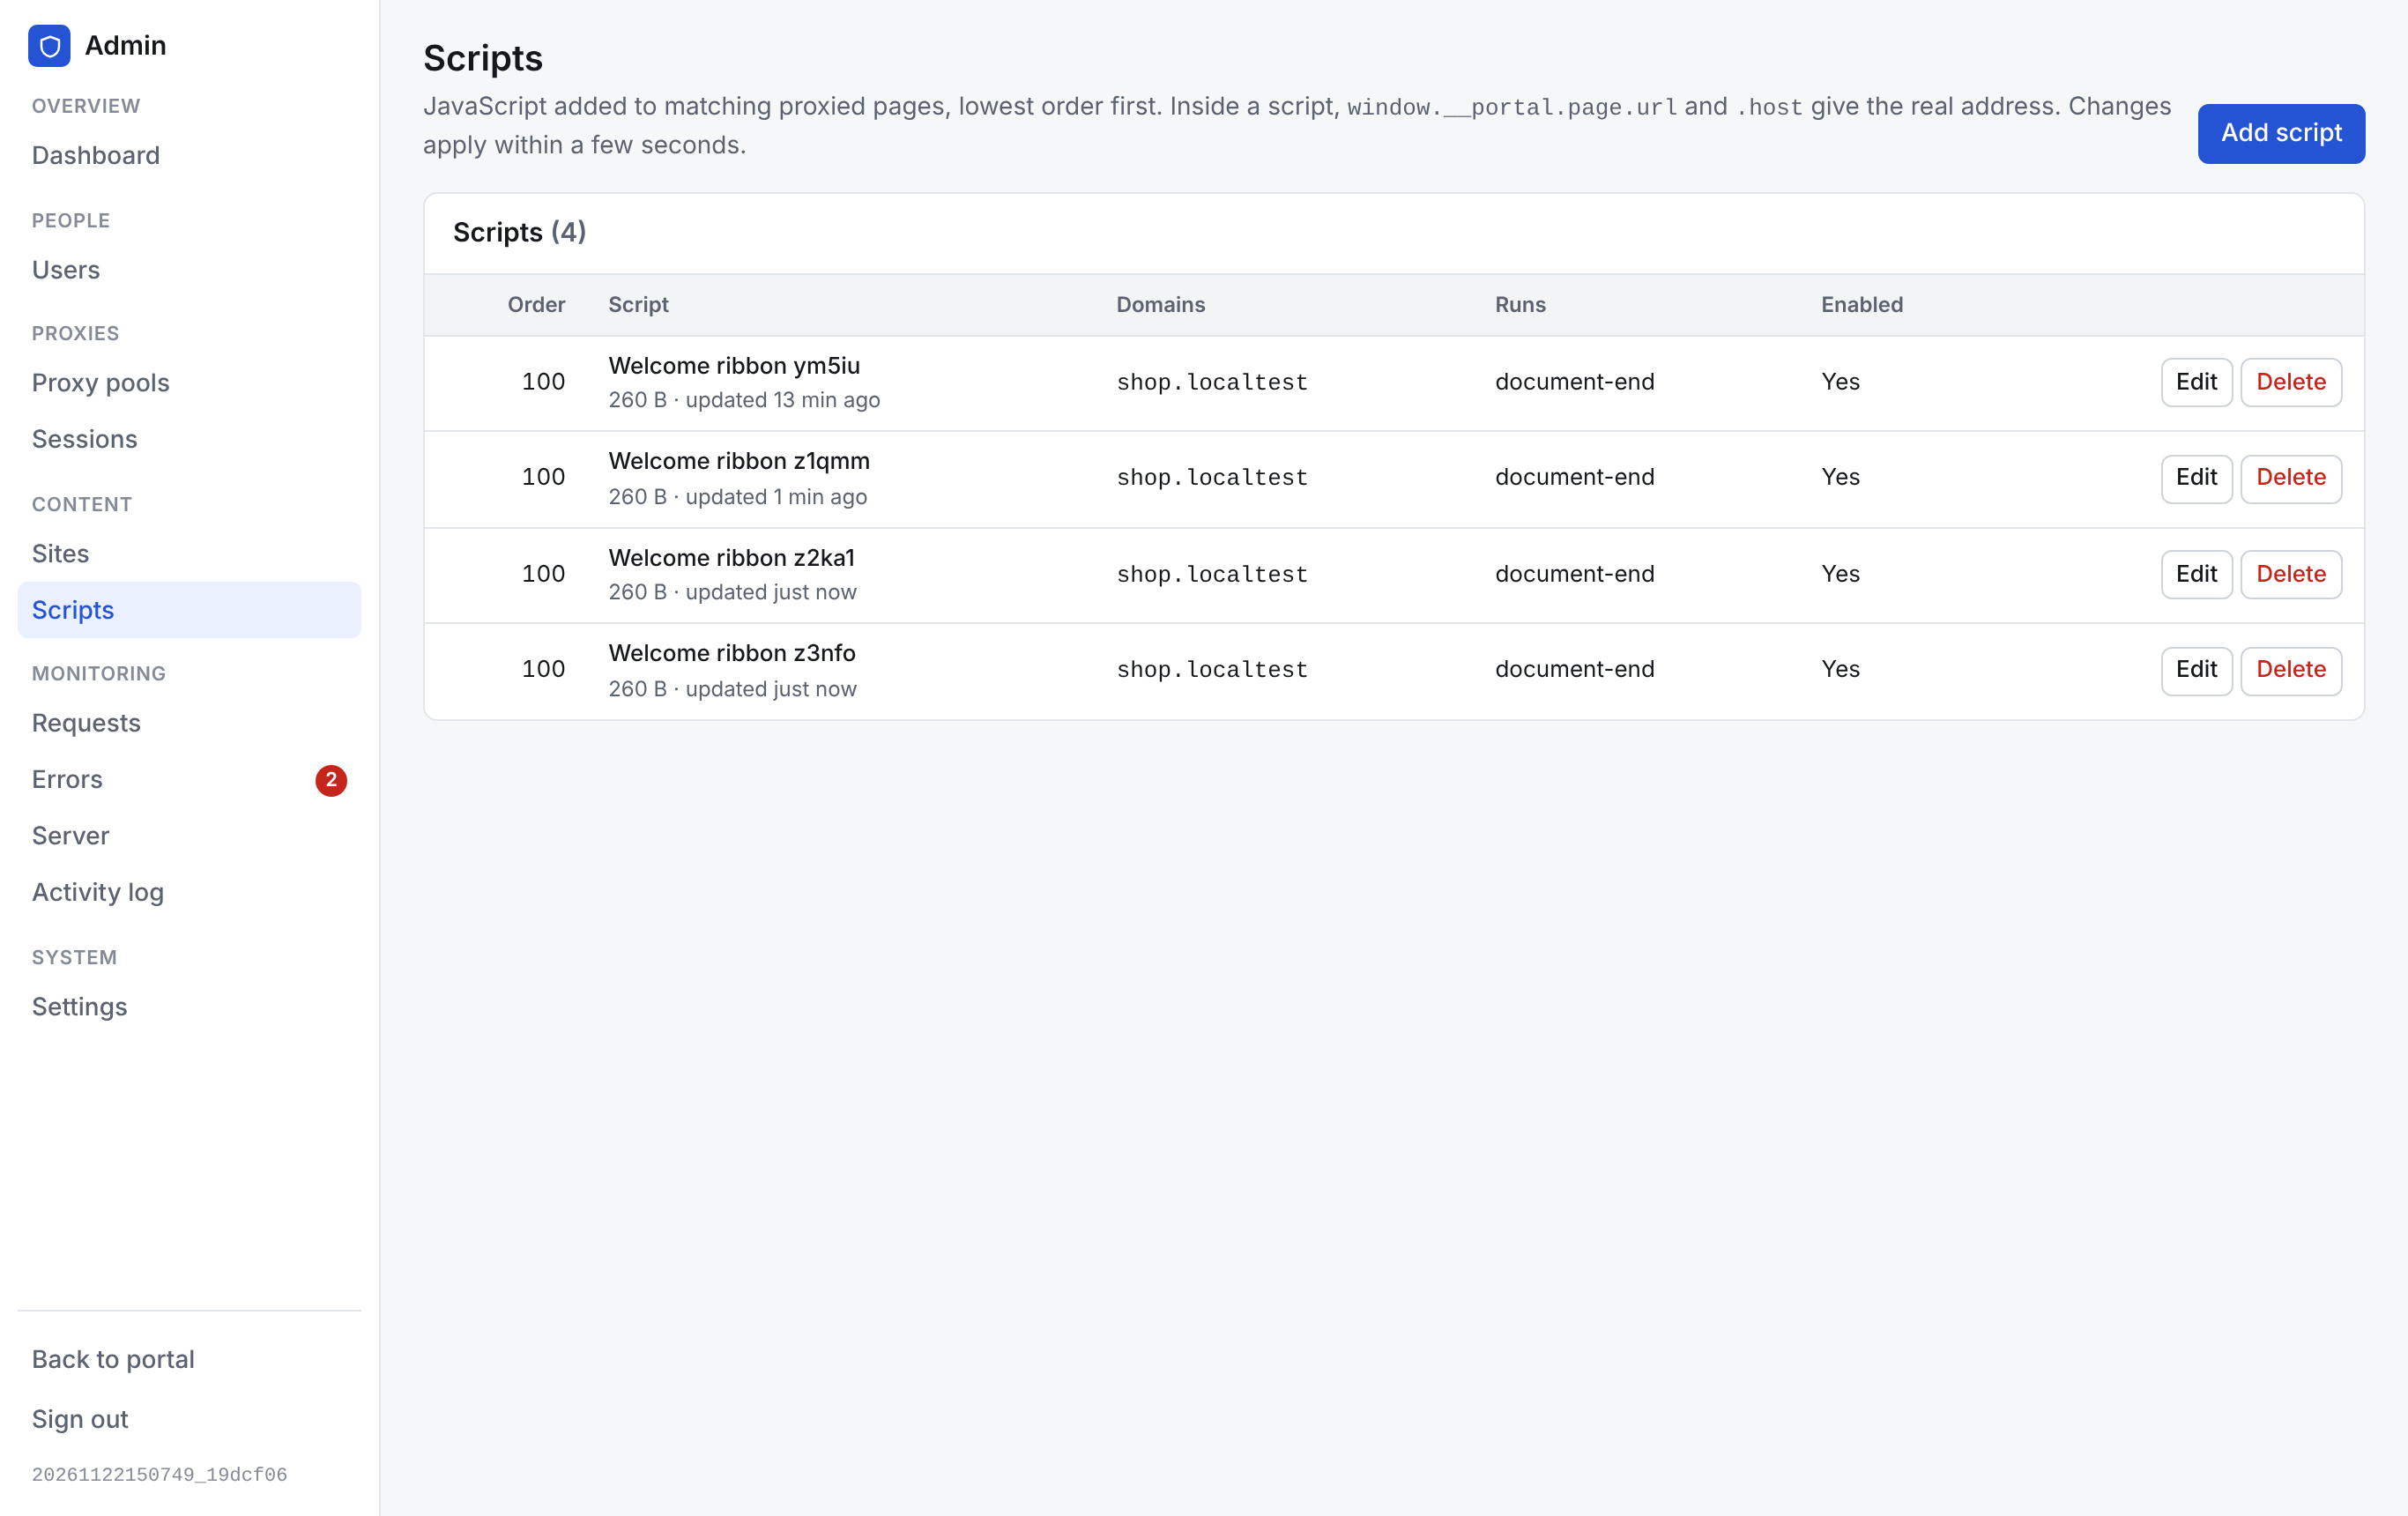 Admin
OVERVIEW
Dashboard
PEOPLE
Users
PROXIES
Proxy pools
Sessions
CONTENT
Sites
Scripts
MONITORING
Requests
Errors 2
Server
Activity log
SYSTEM
Settings
Back to portal
Sign out
20261122150749_19dcf06
Scripts
JavaScript added to matching proxied pages, lowest order first. Inside a script, window.__portal.page.url and .host give the real address. Changes
apply within a few seconds.
Add script
Scripts (4)
Order Script Domains Runs Enabled
100 Welcome ribbon ym5iu shop.localtest document-end Yes Edit Delete
260 B · updated 13 min ago
100 Welcome ribbon z1qmm shop.localtest document-end Yes Edit Delete
260 B · updated 1 min ago
100 Welcome ribbon z2ka1 shop.localtest document-end Yes Edit Delete
260 B · updated just now
100 Welcome ribbon z3nfo shop.localtest document-end Yes Edit Delete
260 B · updated just now